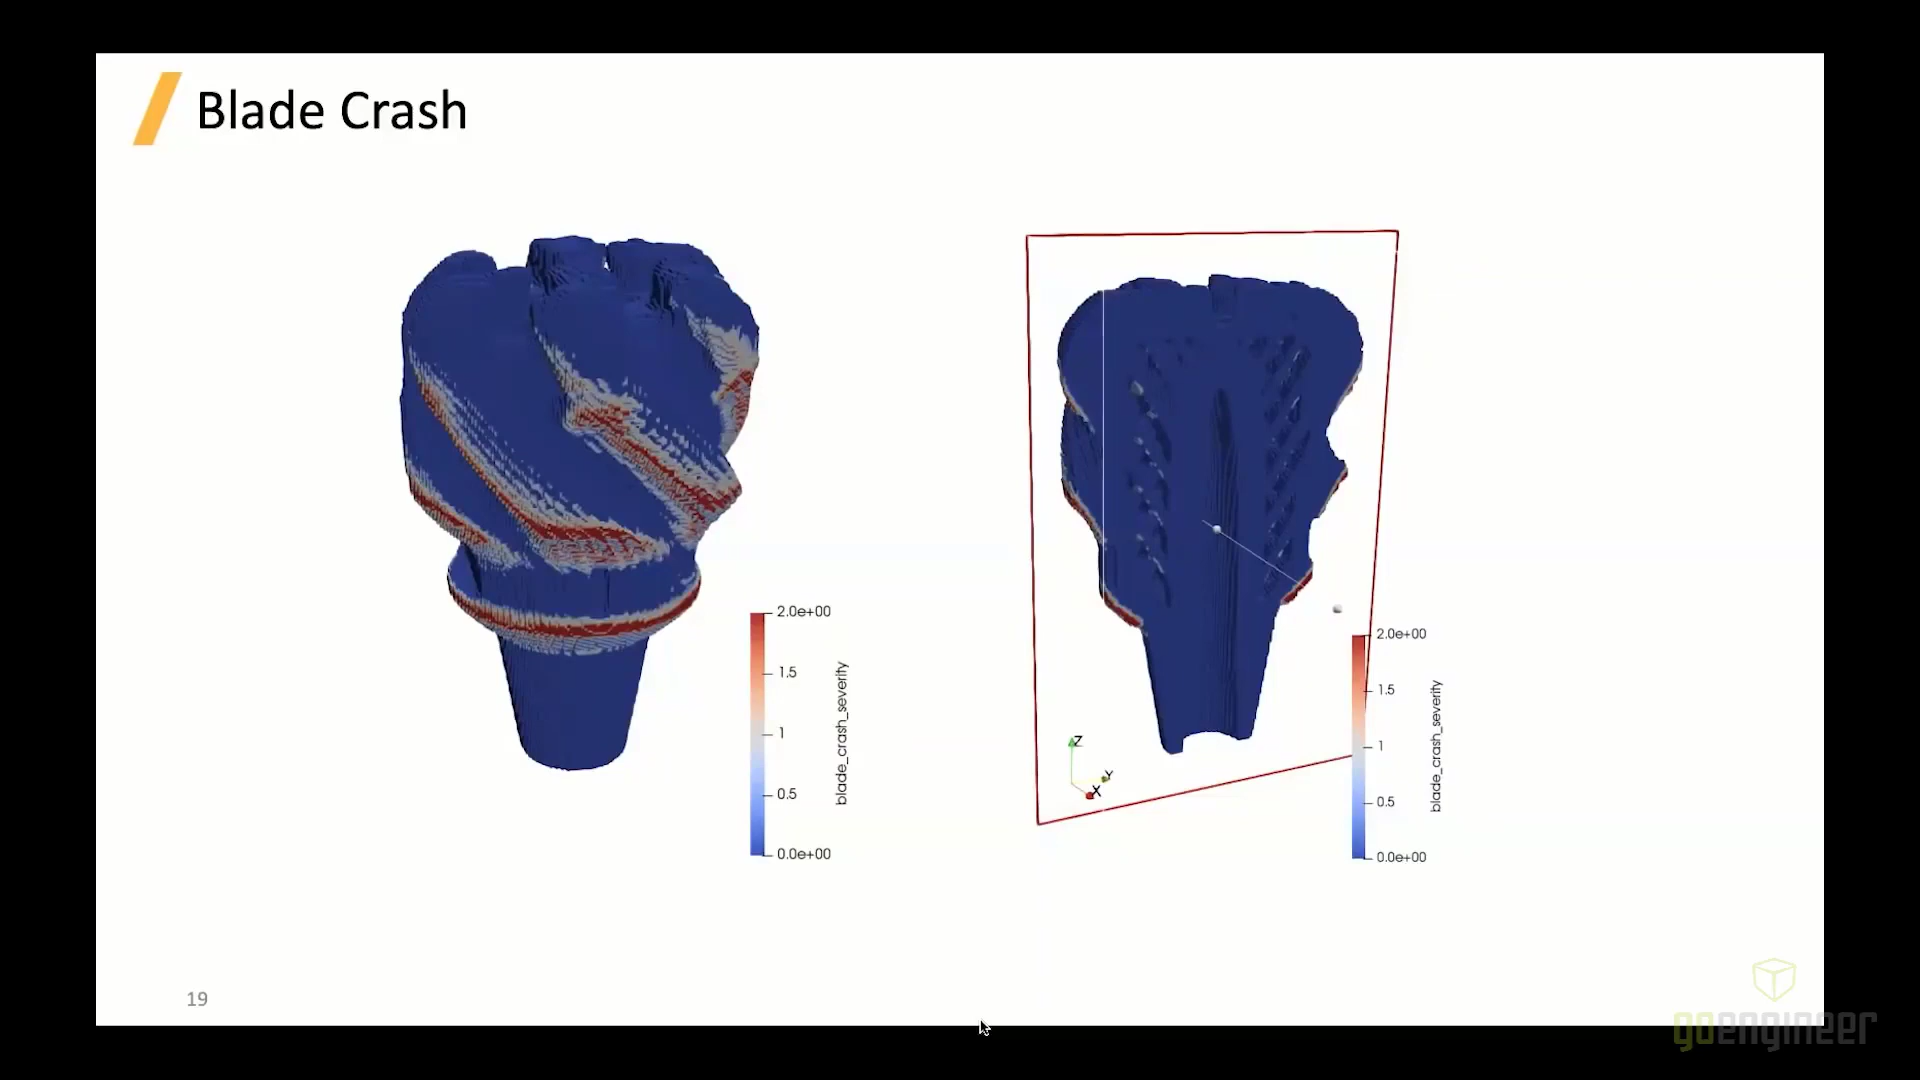 Blade Crash
2.0e+00
1.5
1
0.5
0.0e+00
blade_crash_severity
2.0e+00
1.5
1
0.5
0.0e+00
blade_crash_severity
Z
Y
X
19
goengineer